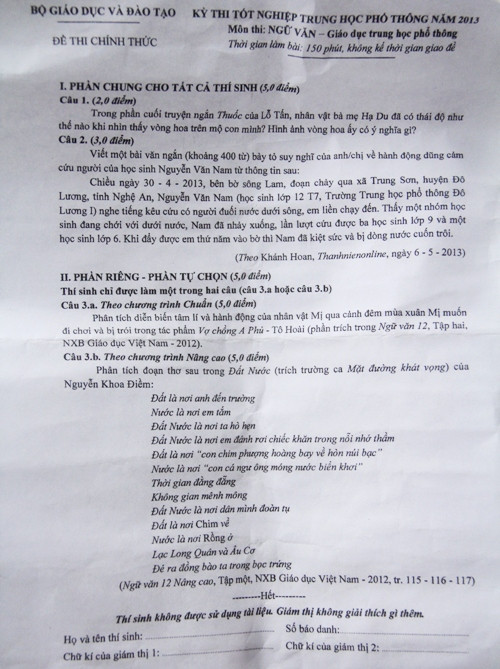 BỘ GIÁO DỤC VÀ ĐÀO TẠO
KỲ THI TỐT NGHIỆP TRUNG HỌC PHỔ THÔNG NĂM 2013
Môn thi: NGỮ VĂN – Giáo dục trung học phổ thông
ĐỀ THI CHÍNH THỨC
Thời gian làm bài: 150 phút, không kể thời gian giao đề
I. PHẦN CHUNG CHO TẤT CẢ THÍ SINH (5,0 điểm)
Câu 1. (2,0 điểm)
Trong phần cuối truyện ngắn Thuốc của Lỗ Tấn, nhân vật bà mẹ Hạ Du đã có thái độ như
thế nào khi nhìn thấy vòng hoa trên mộ con mình? Hình ảnh vòng hoa ấy có ý nghĩa gì?
Câu 2. (3,0 điểm)
Viết một bài văn ngắn (khoảng 400 từ) bày tỏ suy nghĩ của anh/chị về hành động dũng cảm
cứu người của học sinh Nguyễn Văn Nam từ thông tin sau:
Chiều ngày 30 - 4 - 2013, bên bờ sông Lam, đoạn chảy qua xã Trung Sơn, huyện Đô
Lương, tỉnh Nghệ An, Nguyễn Văn Nam (học sinh lớp 12 T7, Trường Trung học phổ thông Đô
Lương I) nghe tiếng kêu cứu có người đuối nước dưới sông, em liền chạy đến. Thấy một nhóm học
sinh đang chới với dưới nước, Nam đã nhảy xuống, lần lượt cứu được ba học sinh lớp 9 và một
học sinh lớp 6. Khi đẩy được em thứ năm vào bờ thì Nam đã kiệt sức và bị dòng nước cuốn trôi.
(Theo Khánh Hoan, Thanhnienonline, ngày 6 - 5 - 2013)
II. PHẦN RIÊNG - PHẦN TỰ CHỌN (5,0 điểm)
Thí sinh chỉ được làm một trong hai câu (câu 3.a hoặc câu 3.b)
Câu 3.a. Theo chương trình Chuẩn (5,0 điểm)
Phân tích diễn biến tâm lí và hành động của nhân vật Mị qua cảnh đêm mùa xuân Mị muốn
đi chơi và bị trói trong tác phẩm Vợ chồng A Phủ - Tô Hoài (phần trích trong Ngữ văn 12, Tập hai,
NXB Giáo dục Việt Nam - 2012).
Câu 3.b. Theo chương trình Nâng cao (5,0 điểm)
Phân tích đoạn thơ sau trong Đất Nước (trích trường ca Mặt đường khát vọng) của
Nguyễn Khoa Điềm:
Đất là nơi anh đến trường
Nước là nơi em tắm
Đất Nước là nơi ta hò hẹn
Đất Nước là nơi em đánh rơi chiếc khăn trong nỗi nhớ thầm
Đất là nơi "con chim phượng hoàng bay về hòn núi bạc"
Nước là nơi "con cá ngư ông móng nước biển khơi"
Thời gian đằng đẵng
Không gian mênh mông
Đất Nước là nơi dân mình đoàn tụ
Đất là nơi Chim về
Nước là nơi Rồng ở
Lạc Long Quân và Âu Cơ
Đẻ ra đồng bào ta trong bọc trứng
(Ngữ văn 12 Nâng cao, Tập một, NXB Giáo dục Việt Nam - 2012, tr. 115 - 116 - 117)
---------Hết---------
Thí sinh không được sử dụng tài liệu. Giám thị không giải thích gì thêm.
Họ và tên thí sinh: Số báo danh:
Chữ kí của giám thị 1: Chữ kí của giám thị 2: